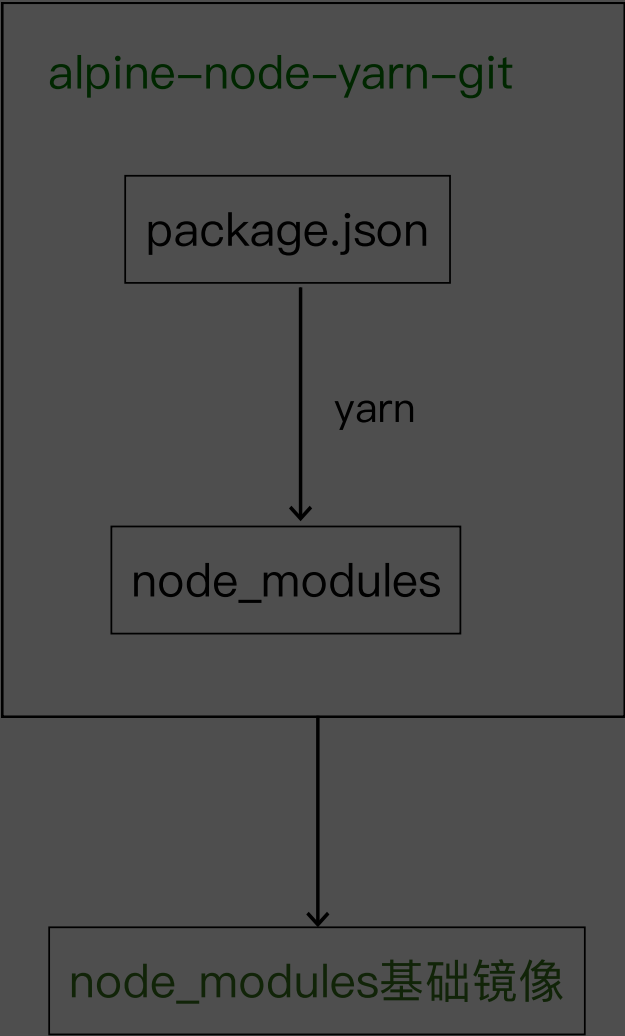 alpine-node-yarn-git
package.json
yarn
node_modules
node_modules基础镜像